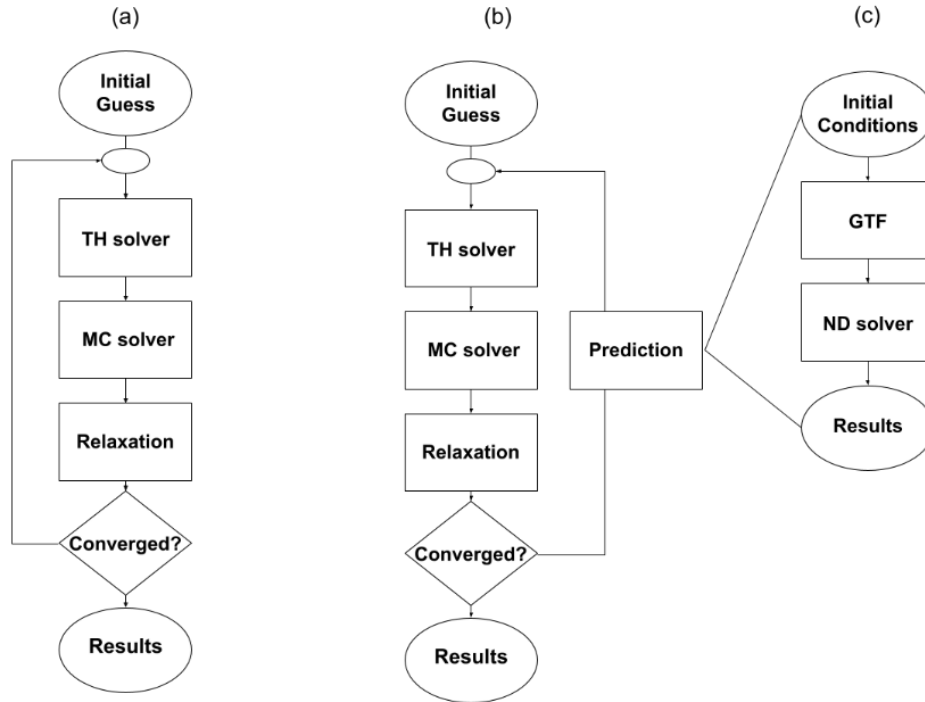 (a)
Initial
Guess
TH solver
MC solver
Relaxation
Converged?
Results
(b)
Initial
Guess
TH solver
MC solver
Relaxation
Converged?
Results
Prediction
(c)
Initial
Conditions
GTF
ND solver
Results